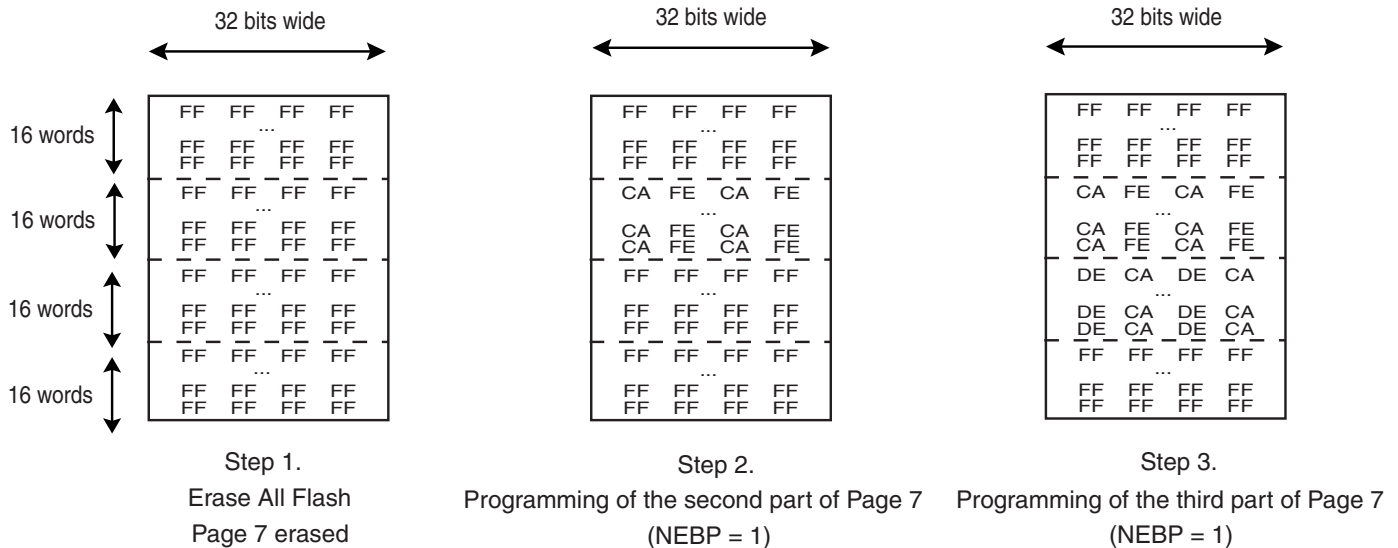 32 bits wide
32 bits wide
32 bits wide
16 words
16 words
16 words
16 words
FF FF FF FF
...
FF FF FF FF
FF FF FF FF
FF FF FF FF
...
FF FF FF FF
FF FF FF FF
FF FF FF FF
...
FF FF FF FF
FF FF FF FF
FF FF FF FF
...
FF FF FF FF
FF FF FF FF
Step 1.
Erase All Flash
Page 7 erased
FF FF FF FF
...
FF FF FF FF
FF FF FF FF
CA FE CA FE
...
CA FE CA FE
CA FE CA FE
FF FF FF FF
...
FF FF FF FF
FF FF FF FF
FF FF FF FF
...
FF FF FF FF
FF FF FF FF
Step 2.
Programming of the second part of Page 7
(NEBP = 1)
FF FF FF FF
...
FF FF FF FF
FF FF FF FF
CA FE CA FE
...
CA FE CA FE
CA FE CA FE
DE CA DE CA
...
DE CA DE CA
DE CA DE CA
FF FF FF FF
...
FF FF FF FF
FF FF FF FF
Step 3.
Programming of the third part of Page 7
(NEBP = 1)